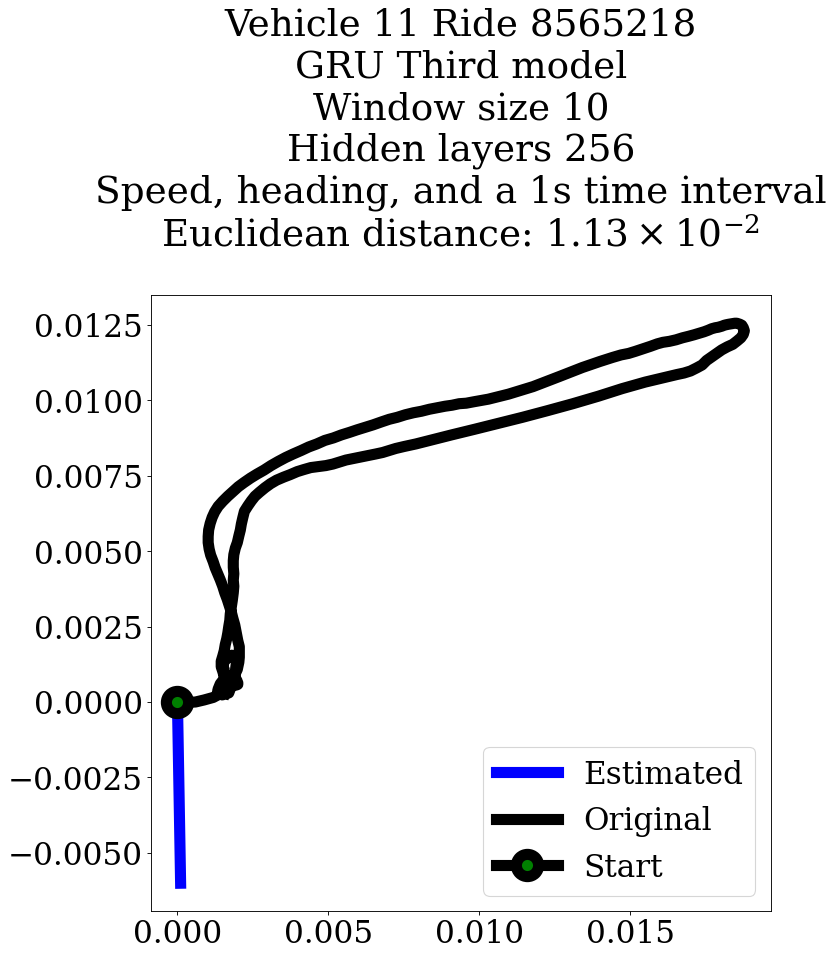 Vehicle 11 Ride 8565218
GRU Third model
Window size 10
Hidden layers 256
Speed, heading, and a 1s time interval
Euclidean distance: 1.13 × 10⁻²
0.0125
0.0100
0.0075
0.0050
0.0025
0.0000
−0.0025
−0.0050
Estimated
Original
Start
0.000 0.005 0.010 0.015